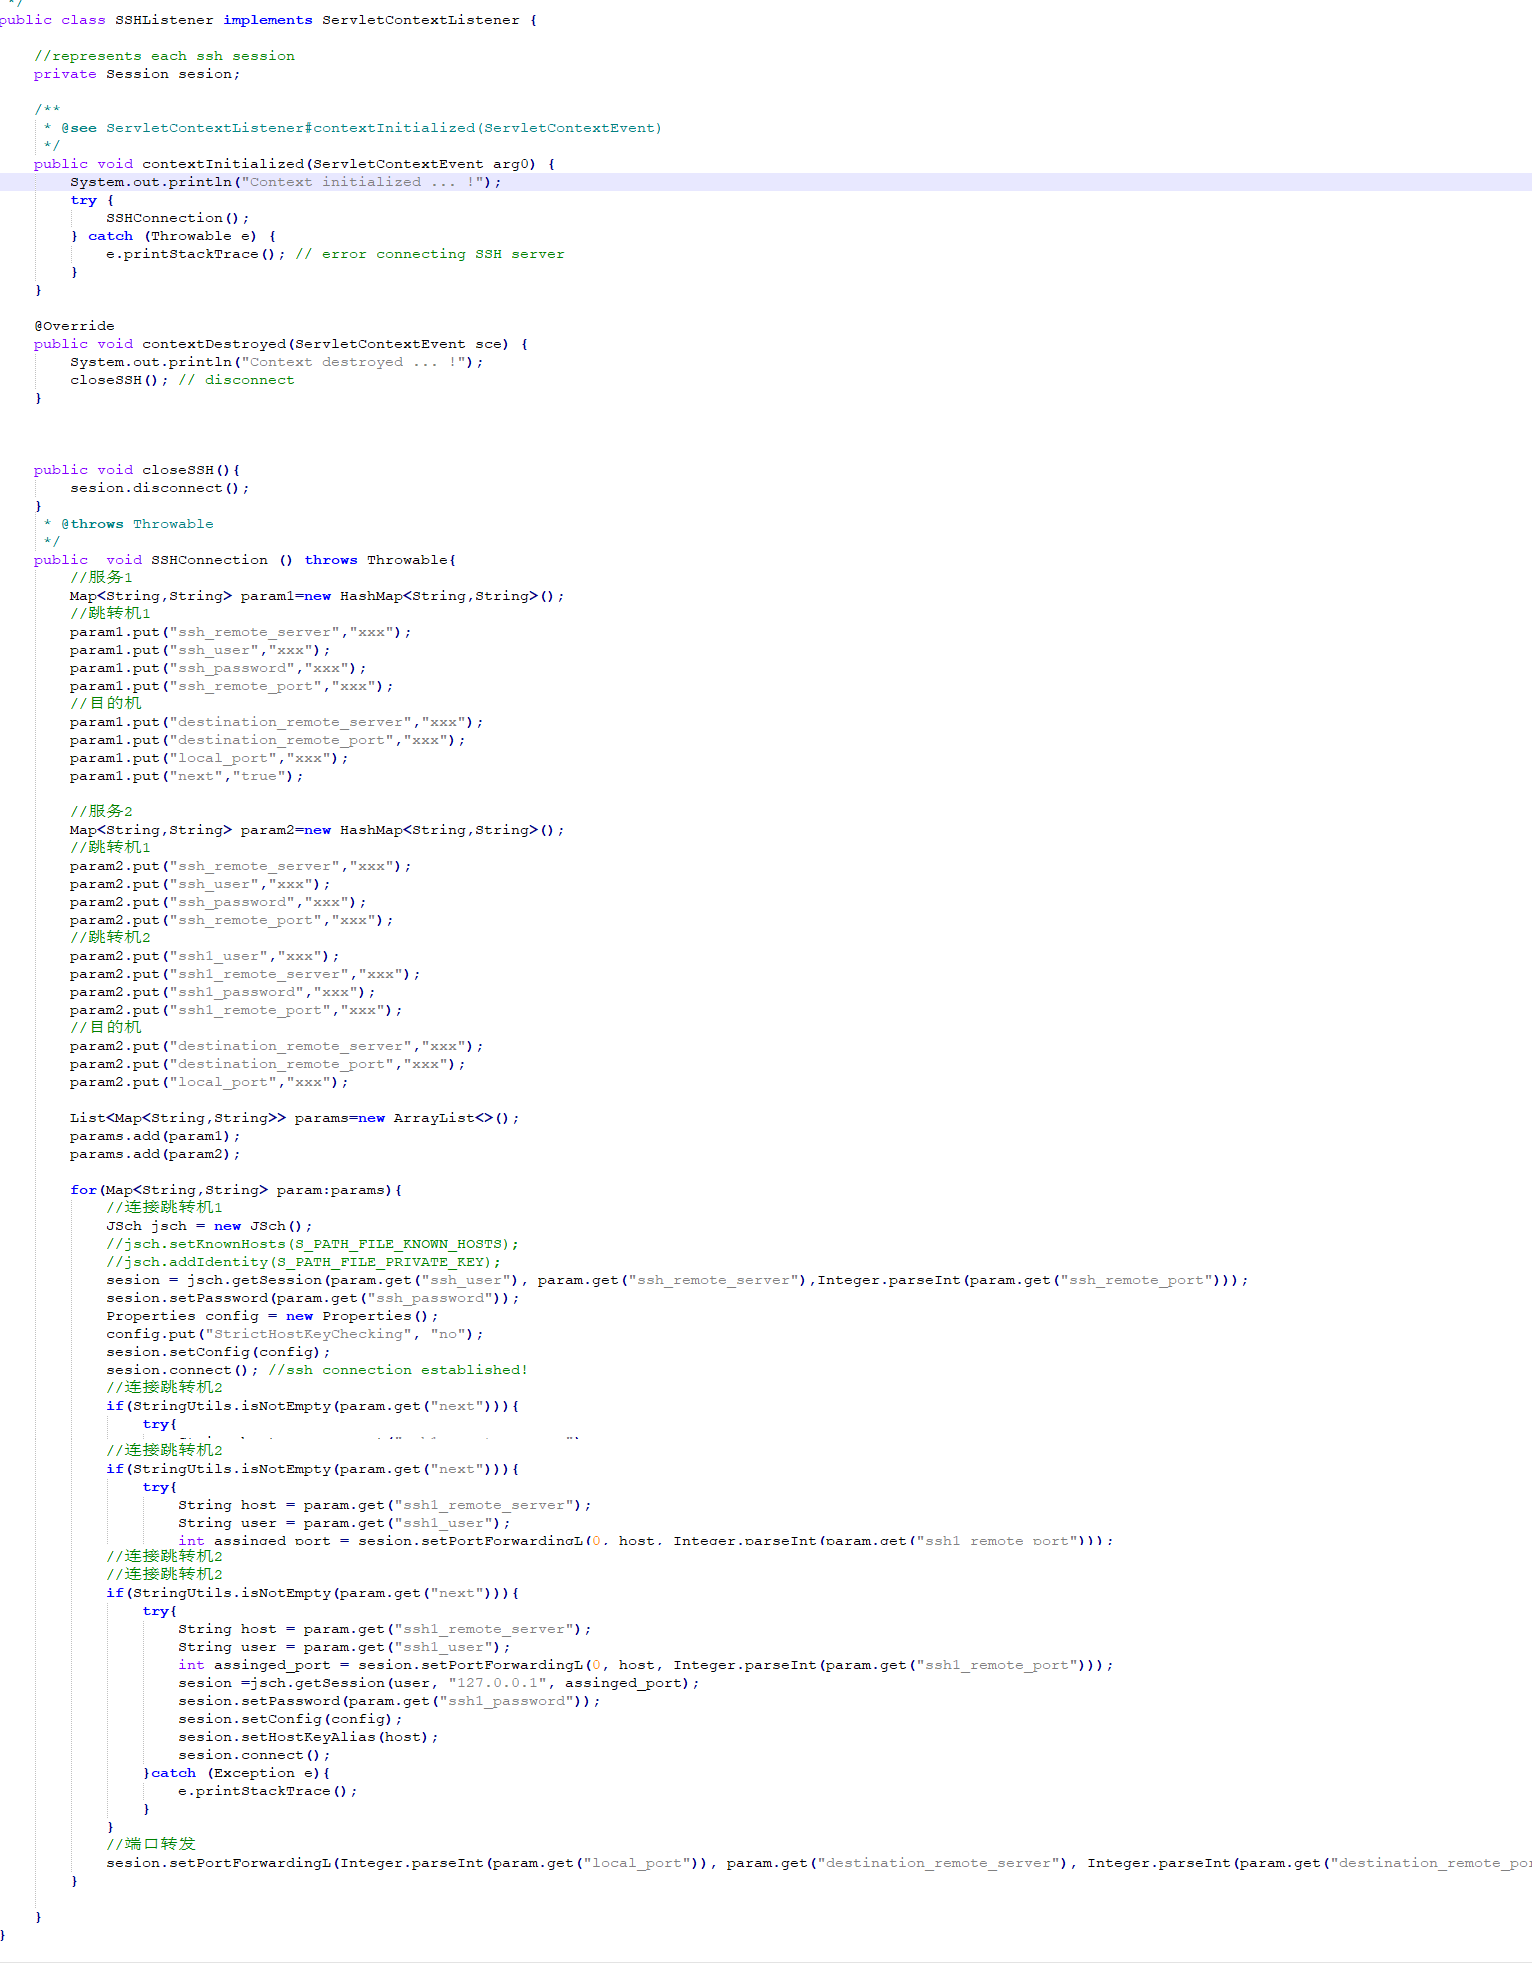 */
public class SSHListener implements ServletContextListener {
//represents each ssh session
private Session sesion;
/**
* @see ServletContextListener#contextInitialized(ServletContextEvent)
*/
public void contextInitialized(ServletContextEvent arg0) {
System.out.println("Context initialized ... !");
try {
SSHConnection();
} catch (Throwable e) {
e.printStackTrace(); // error connecting SSH server
}
}
@Override
public void contextDestroyed(ServletContextEvent sce) {
System.out.println("Context destroyed ... !");
closeSSH(); // disconnect
}
public void closeSSH(){
sesion.disconnect();
}
* @throws Throwable
*/
public  void SSHConnection () throws Throwable{
//服务1
Map<String,String> param1=new HashMap<String,String>();
//跳转机1
param1.put("ssh_remote_server","xxx");
param1.put("ssh_user","xxx");
param1.put("ssh_password","xxx");
param1.put("ssh_remote_port","xxx");
//目的机
param1.put("destination_remote_server","xxx");
param1.put("destination_remote_port","xxx");
param1.put("local_port","xxx");
param1.put("next","true");
//服务2
Map<String,String> param2=new HashMap<String,String>();
//跳转机1
param2.put("ssh_remote_server","xxx");
param2.put("ssh_user","xxx");
param2.put("ssh_password","xxx");
param2.put("ssh_remote_port","xxx");
//跳转机2
param2.put("ssh1_user","xxx");
param2.put("ssh1_remote_server","xxx");
param2.put("ssh1_password","xxx");
param2.put("ssh1_remote_port","xxx");
//目的机
param2.put("destination_remote_server","xxx");
param2.put("destination_remote_port","xxx");
param2.put("local_port","xxx");
List<Map<String,String>> params=new ArrayList<>();
params.add(param1);
params.add(param2);
for(Map<String,String> param:params){
//连接跳转机1
JSch jsch = new JSch();
//jsch.setKnownHosts(S_PATH_FILE_KNOWN_HOSTS);
//jsch.addIdentity(S_PATH_FILE_PRIVATE_KEY);
sesion = jsch.getSession(param.get("ssh_user"), param.get("ssh_remote_server"),Integer.parseInt(param.get("ssh_remote_port")));
sesion.setPassword(param.get("ssh_password"));
Properties config = new Properties();
config.put("StrictHostKeyChecking", "no");
sesion.setConfig(config);
sesion.connect(); //ssh connection established!
//连接跳转机2
if(StringUtils.isNotEmpty(param.get("next"))){
try{
//连接跳转机2
if(StringUtils.isNotEmpty(param.get("next"))){
try{
String host = param.get("ssh1_remote_server");
String user = param.get("ssh1_user");
int assinged_port = sesion.setPortForwardingL(0, host, Integer.parseInt(param.get("ssh1_remote_port")));
//连接跳转机2
//连接跳转机2
if(StringUtils.isNotEmpty(param.get("next"))){
try{
String host = param.get("ssh1_remote_server");
String user = param.get("ssh1_user");
int assinged_port = sesion.setPortForwardingL(0, host, Integer.parseInt(param.get("ssh1_remote_port")));
sesion =jsch.getSession(user, "127.0.0.1", assinged_port);
sesion.setPassword(param.get("ssh1_password"));
sesion.setConfig(config);
sesion.setHostKeyAlias(host);
sesion.connect();
}catch (Exception e){
e.printStackTrace();
}
}
//端口转发
sesion.setPortForwardingL(Integer.parseInt(param.get("local_port")), param.get("destination_remote_server"), Integer.parseInt(param.get("destination_remote_po
}
}
}